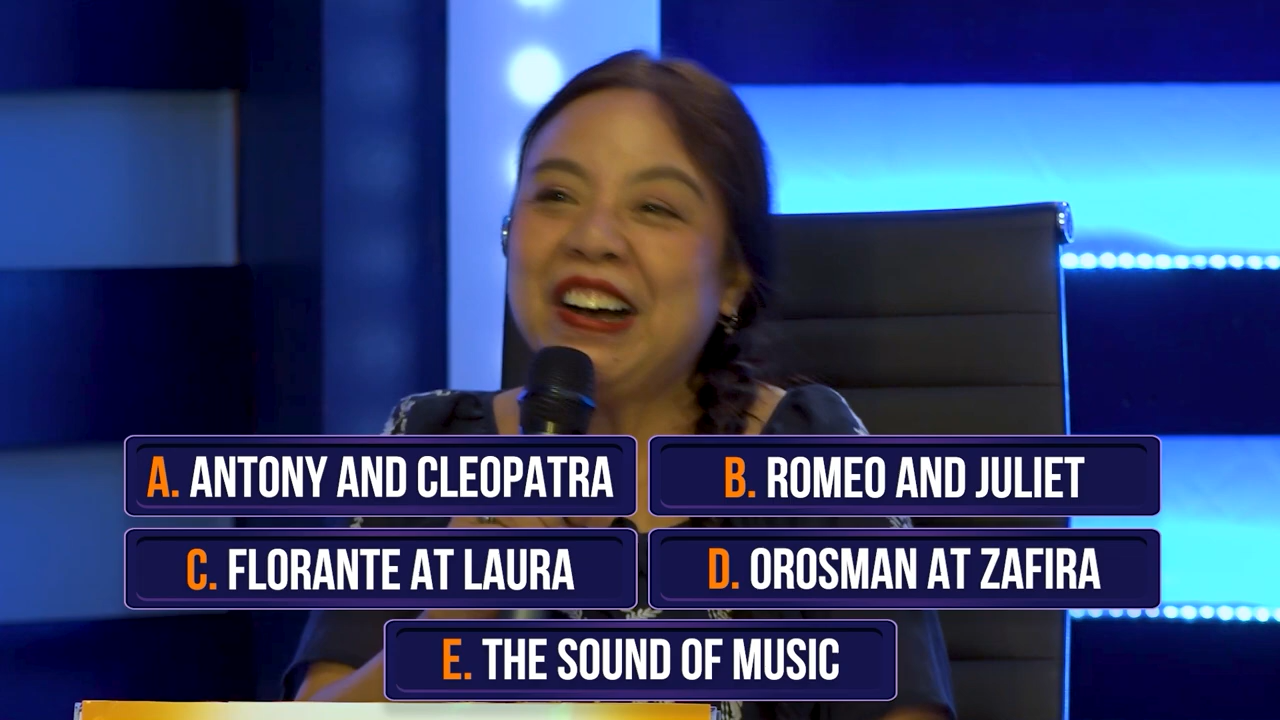 A. ANTONY AND CLEOPATRA
B. ROMEO AND JULIET
C. FLORANTE AT LAURA
D. OROSMAN AT ZAFIRA
E. THE SOUND OF MUSIC